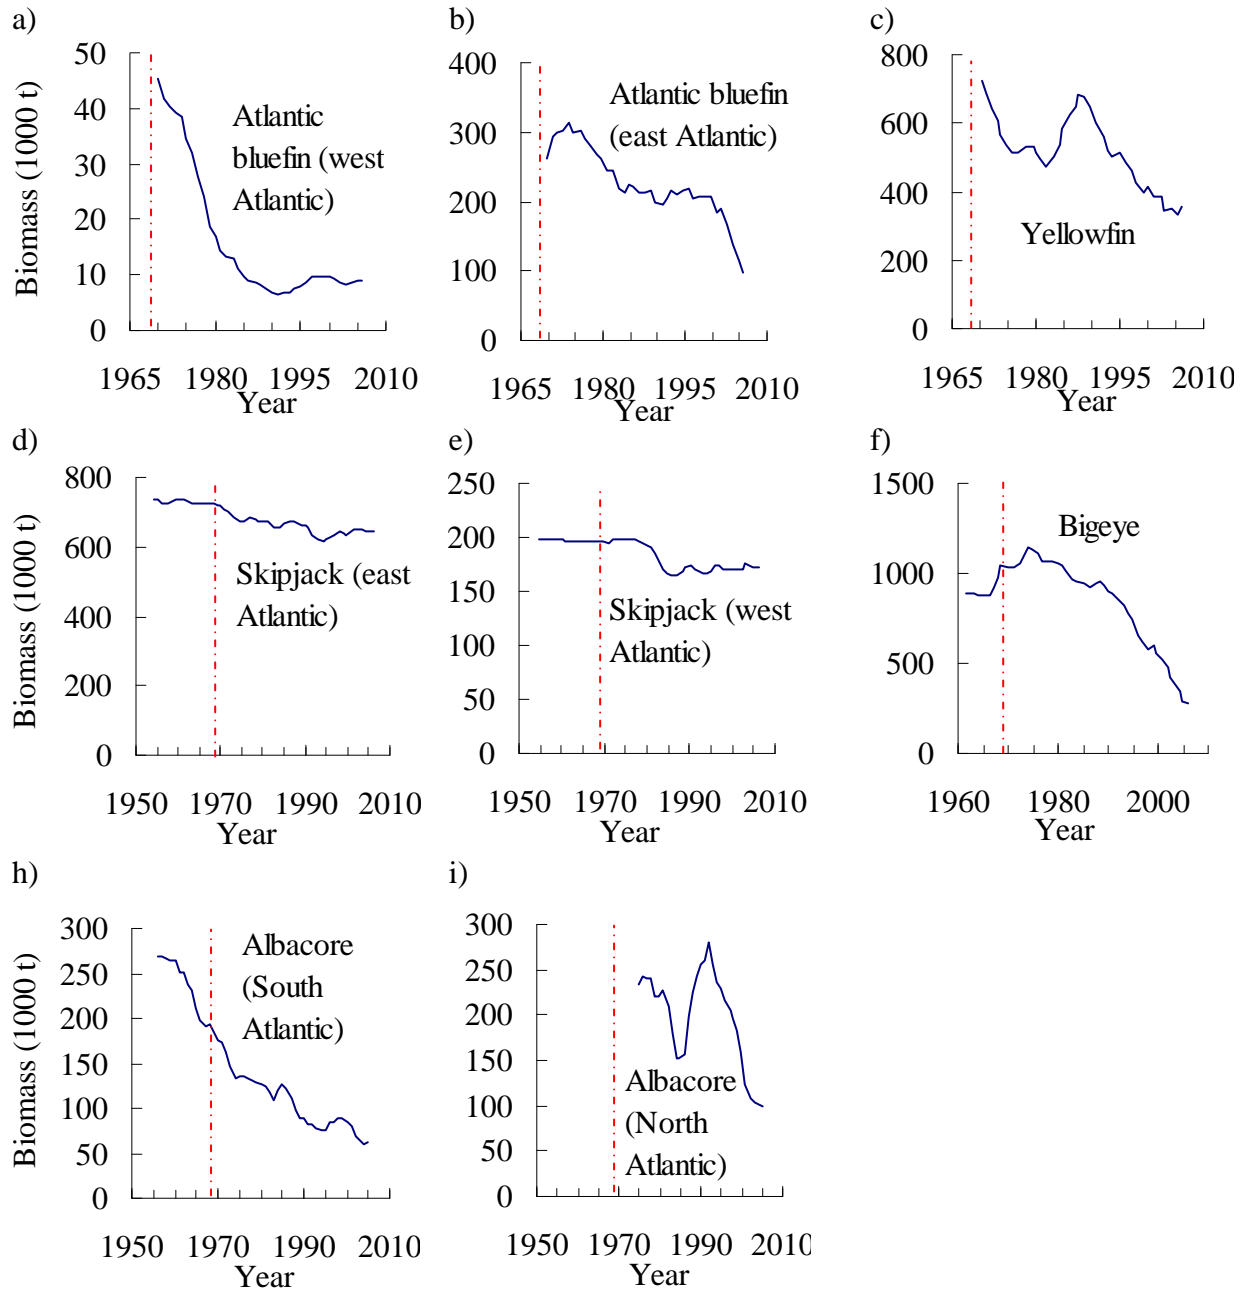 a)
50
40
30
20
10
0
Biomass (1000 t)
Atlantic
bluefin (west
Atlantic)
1965 1980 1995 2010
Year
b)
400
300
200
100
0
Atlantic bluefin
(east Atlantic)
1965 1980 1995 2010
Year
c)
800
600
400
200
0
Yellowfin
1965 1980 1995 2010
Year
d)
800
600
400
200
0
Biomass (1000 t)
Skipjack (east
Atlantic)
1950 1970 1990 2010
Year
e)
250
200
150
100
50
0
Skipjack (west
Atlantic)
1950 1970 1990 2010
Year
f)
1500
1000
500
0
Bigeye
1960 1980 2000
Year
h)
300
250
200
150
100
50
0
Biomass (1000 t)
Albacore
(South
Atlantic)
1950 1970 1990 2010
Year
i)
300
250
200
150
100
50
0
Albacore
(North
Atlantic)
1950 1970 1990 2010
Year